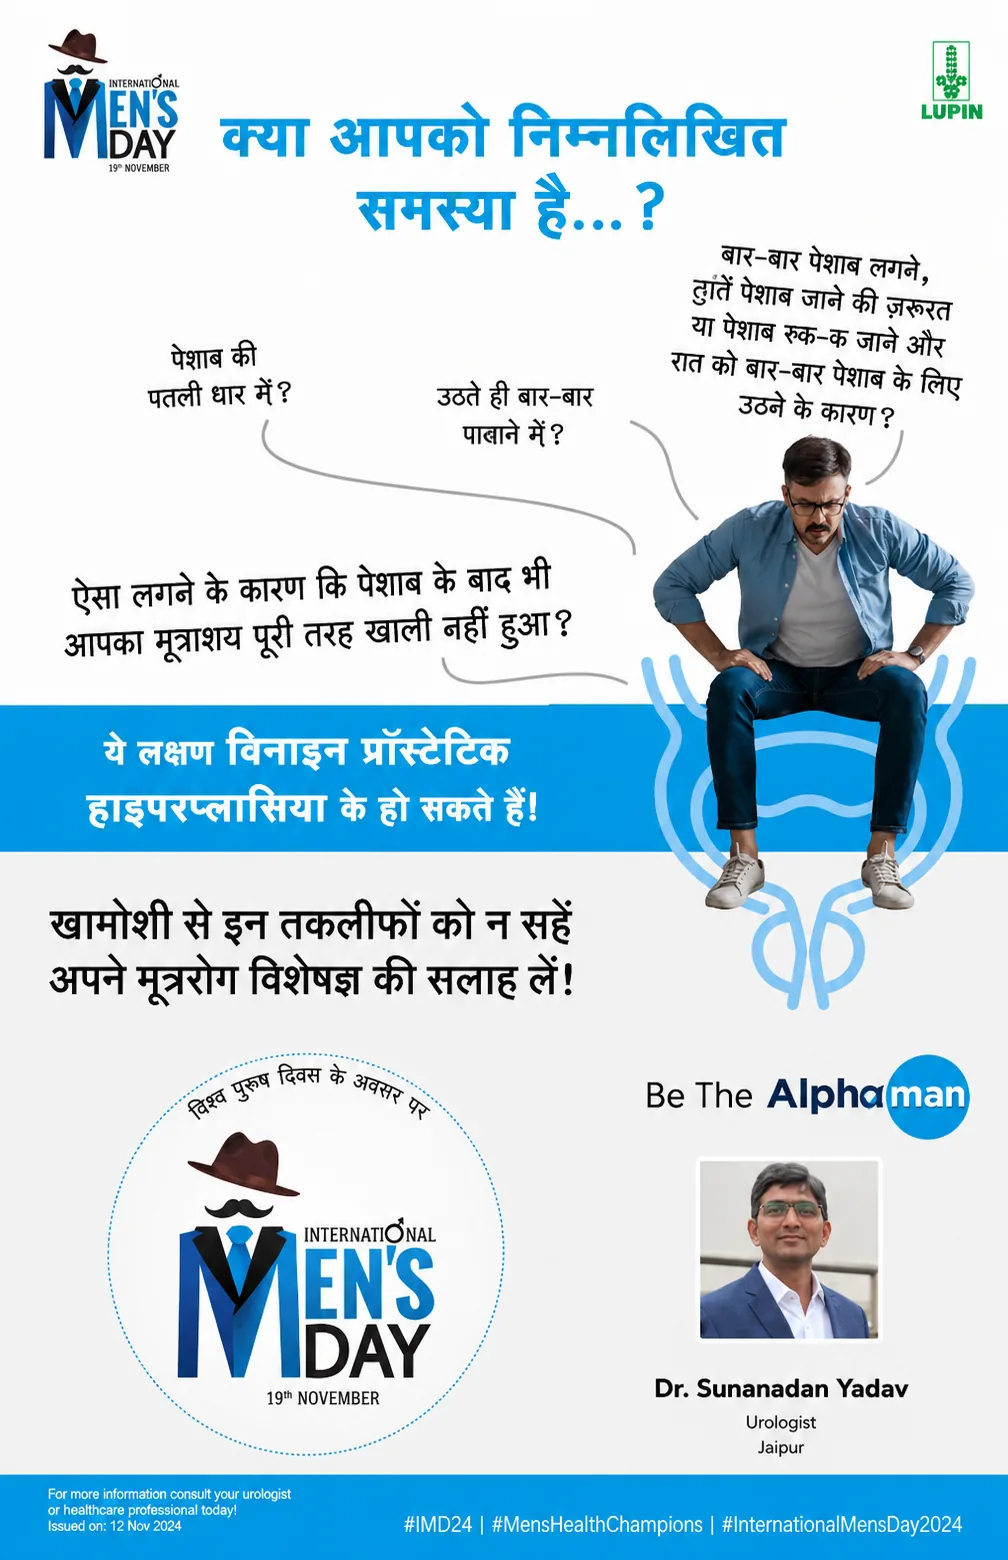 INTERNATIONAL
MEN'S
DAY
19th NOVEMBER
LUPIN
क्या आपको निम्नलिखित
समस्या है...?
बार-बार पेशाब लगने,
पेशाब जाने की ज़रूरत
या पेशाब रुक-क जाने और
रात को बार-बार पेशाब के लिए
उठने के कारण?
पेशाब की
पतली धार में?
उठते ही बार-बार
में?
ऐसा लगने के कारण कि पेशाब के बाद भी
आपका मूत्राशय पूरी तरह खाली नहीं हुआ?
ये लक्षण विनाइन प्रॉस्टेटिक
हाइपरप्लासिया के हो सकते हैं!
खामोशी से इन तकलीफों को न सहें
अपने मूत्ररोग विशेषज्ञ की सलाह लें!
विश्व पुरुष दिवस के अवसर पर
INTERNATIONAL
MEN'S
DAY
19th NOVEMBER
Be The Alphaman
Dr. Sunanadan Yadav
Urologist
Jaipur
For more information consult your urologist
or healthcare professional today!
Issued on: 12 Nov 2024
#IMD24 | #MensHealthChampions | #InternationalMensDay2024